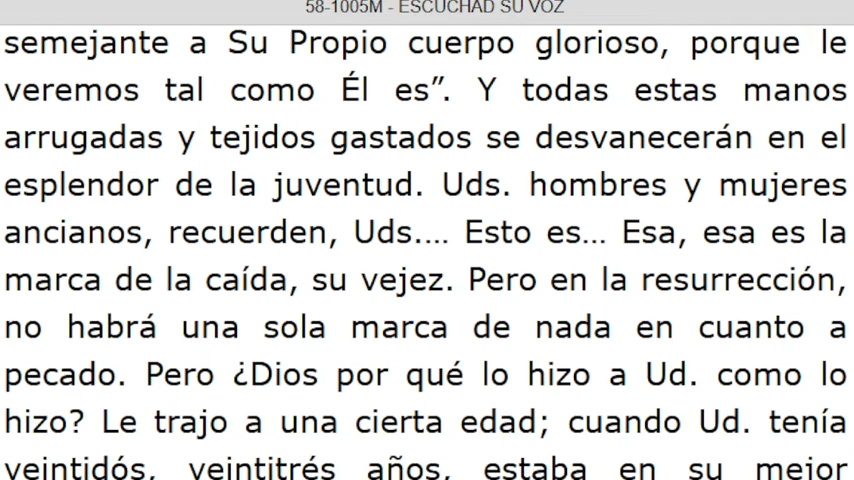 58-1005M - ESCUCHAD SU VOZ
semejante a Su Propio cuerpo glorioso, porque le
veremos tal como Él es”. Y todas estas manos
arrugadas y tejidos gastados se desvanecerán en el
esplendor de la juventud. Uds. hombres y mujeres
ancianos, recuerden, Uds.… Esto es… Esa, esa es la
marca de la caída, su vejez. Pero en la resurrección,
no habrá una sola marca de nada en cuanto a
pecado. Pero ¿Dios por qué lo hizo a Ud. como lo
hizo? Le trajo a una cierta edad; cuando Ud. tenía
veintidós, veintitrés años, estaba en su mejor